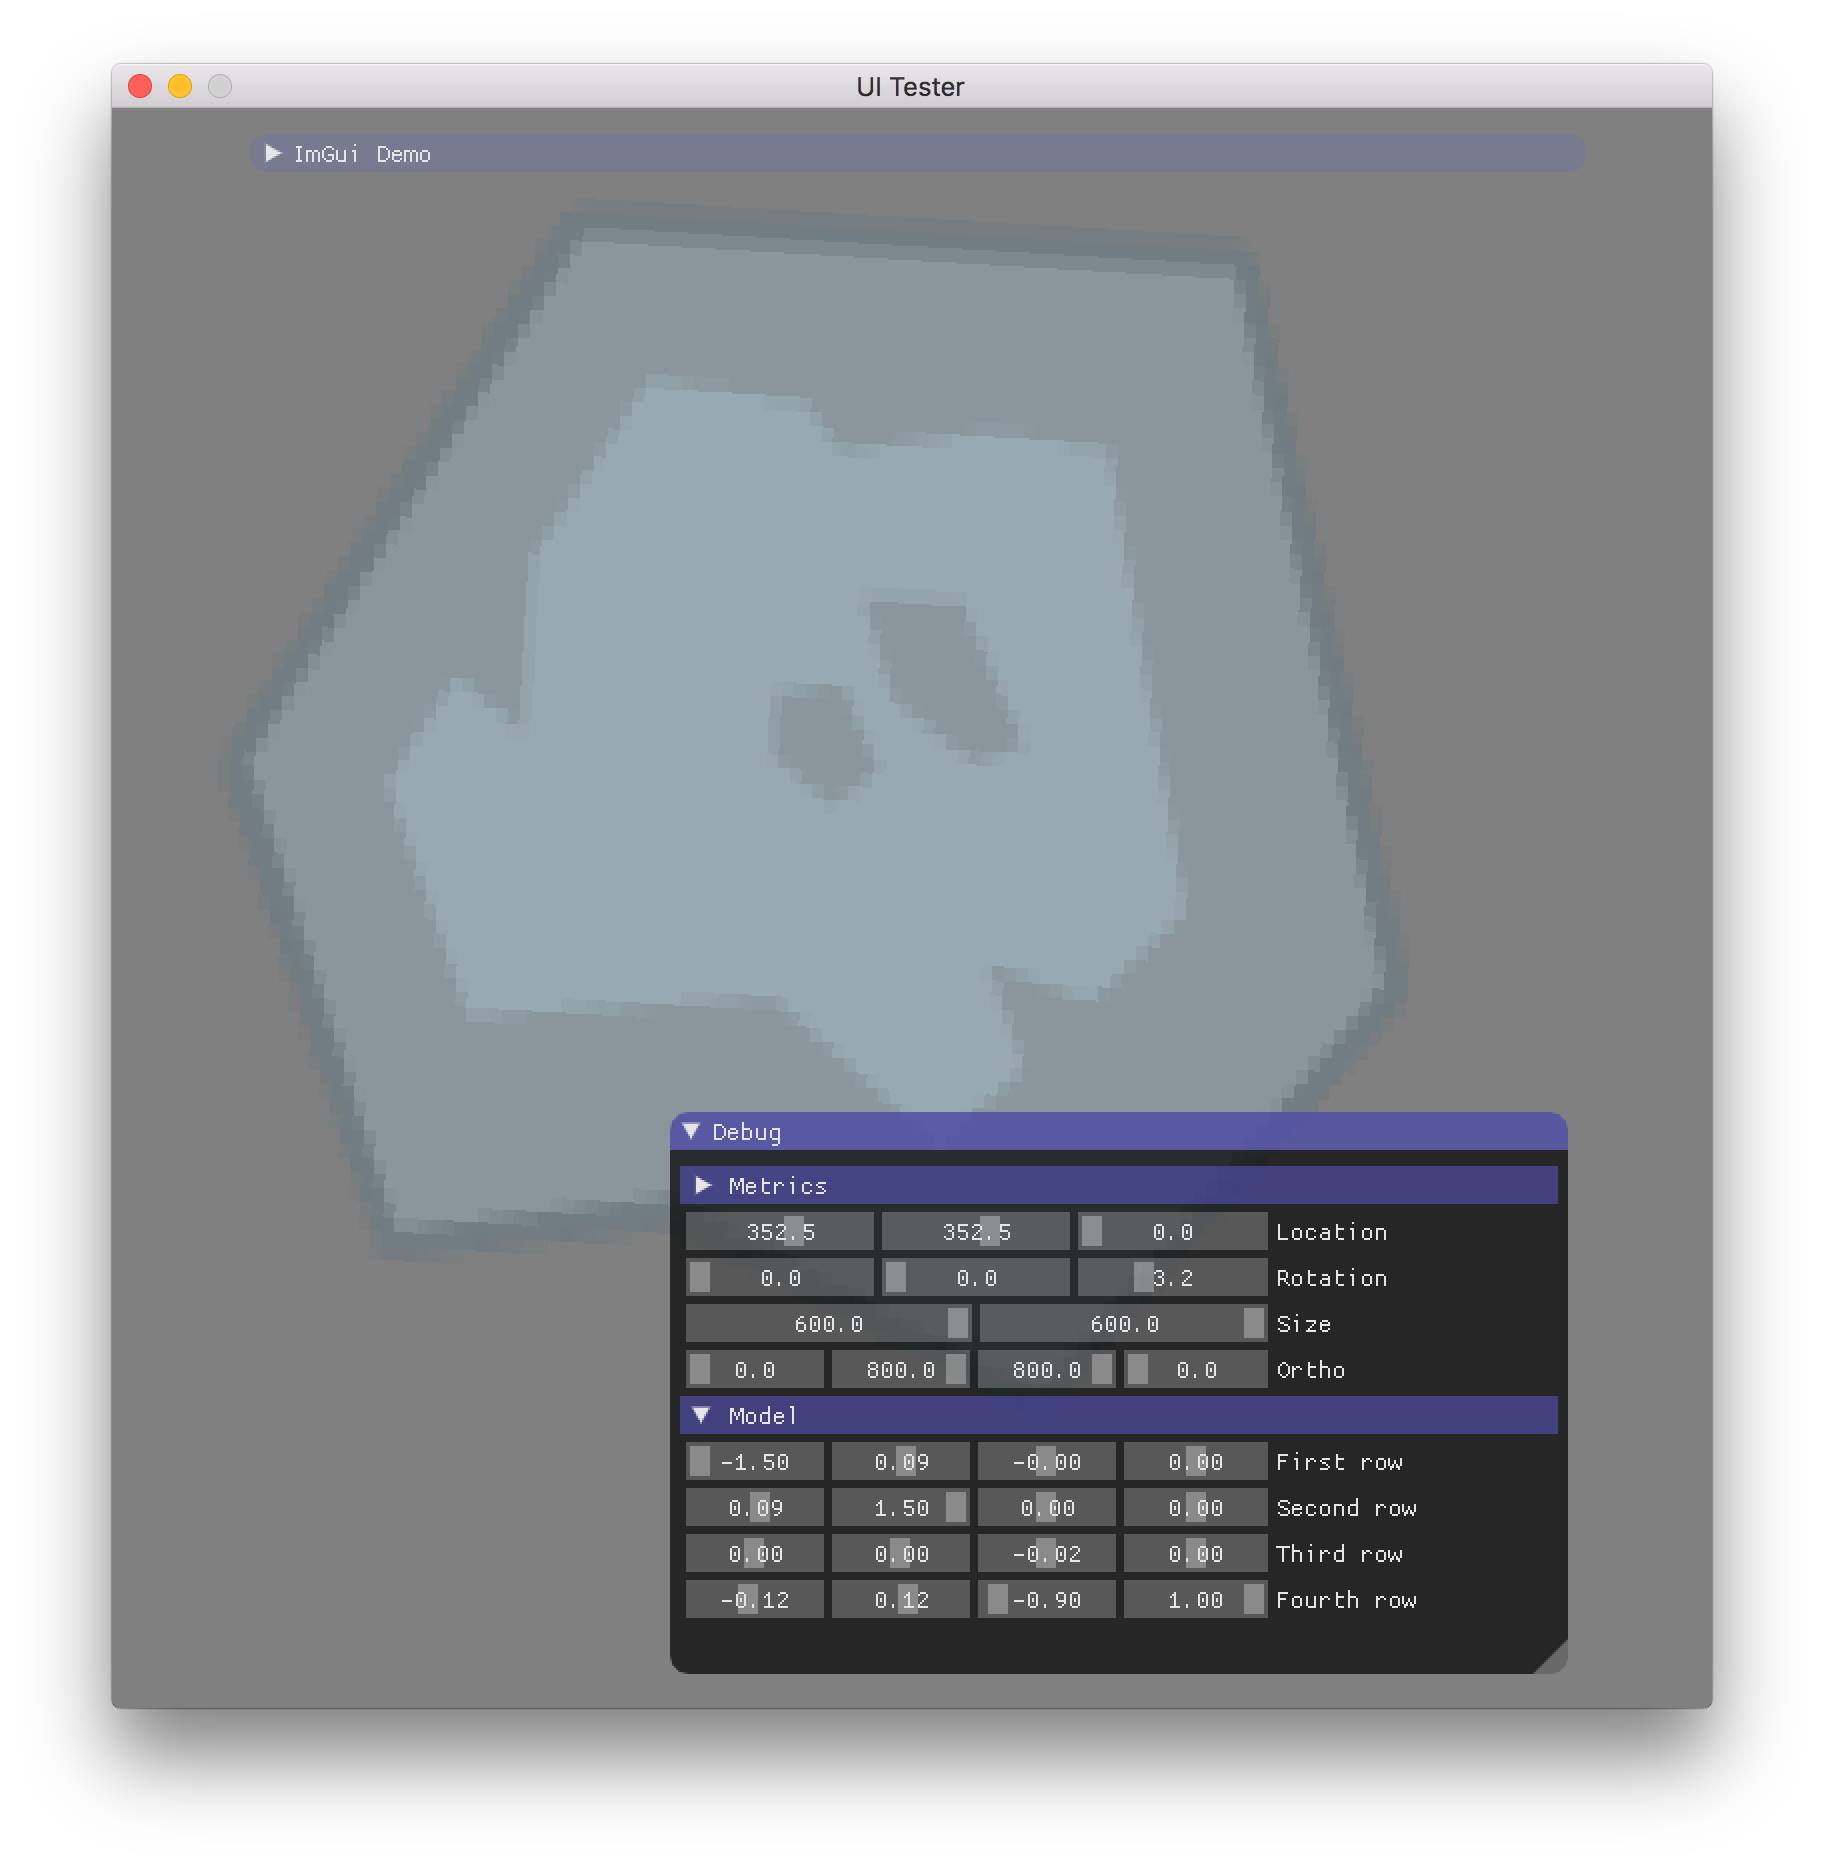 UI Tester
ImGui Demo
Debug
Metrics
352.5 352.5 0.0 Location
0.0 0.0 3.2 Rotation
600.0 600.0 Size
0.0 800.0 800.0 0.0 Ortho
Model
-1.50 0.09 -0.00 0.00 First row
0.09 1.50 0.00 0.00 Second row
0.00 0.00 -0.02 0.00 Third row
-0.12 0.12 -0.90 1.00 Fourth row